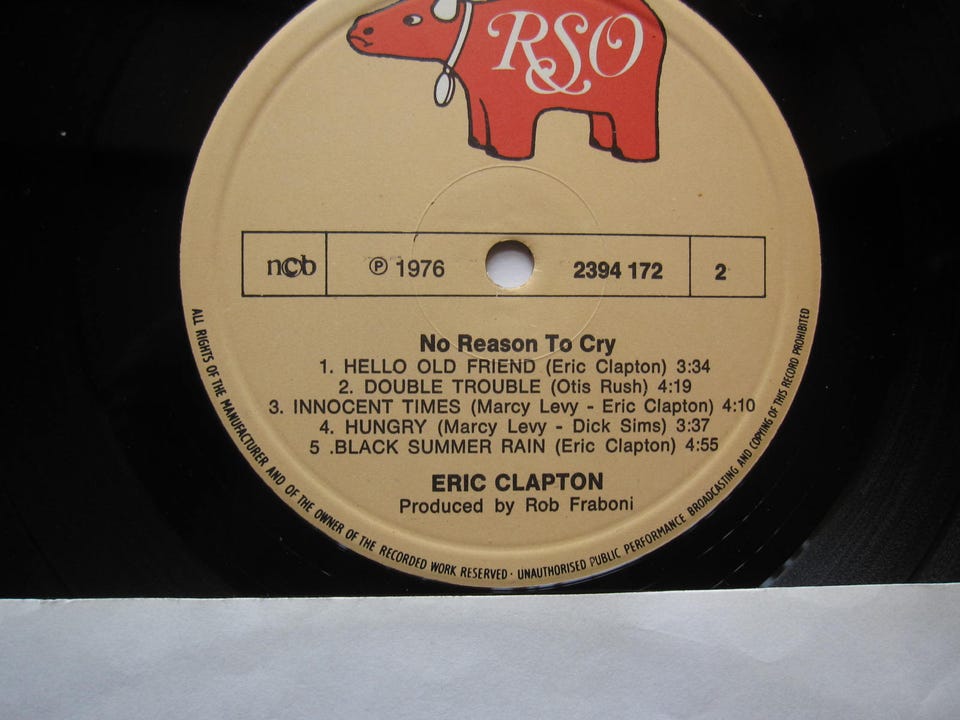 RSO
ncb ℗ 1976 2394 172 2
No Reason To Cry
1. HELLO OLD FRIEND (Eric Clapton) 3:34
2. DOUBLE TROUBLE (Otis Rush) 4:19
3. INNOCENT TIMES (Marcy Levy - Eric Clapton) 4:10
4. HUNGRY (Marcy Levy - Dick Sims) 3:37
5 .BLACK SUMMER RAIN (Eric Clapton) 4:55
ERIC CLAPTON
Produced by Rob Fraboni
ALL RIGHTS OF THE MANUFACTURER AND OF THE OWNER OF THE RECORDED WORK RESERVED · UNAUTHORISED PUBLIC PERFORMANCE BROADCASTING AND COPYING OF THIS RECORD PROHIBITED